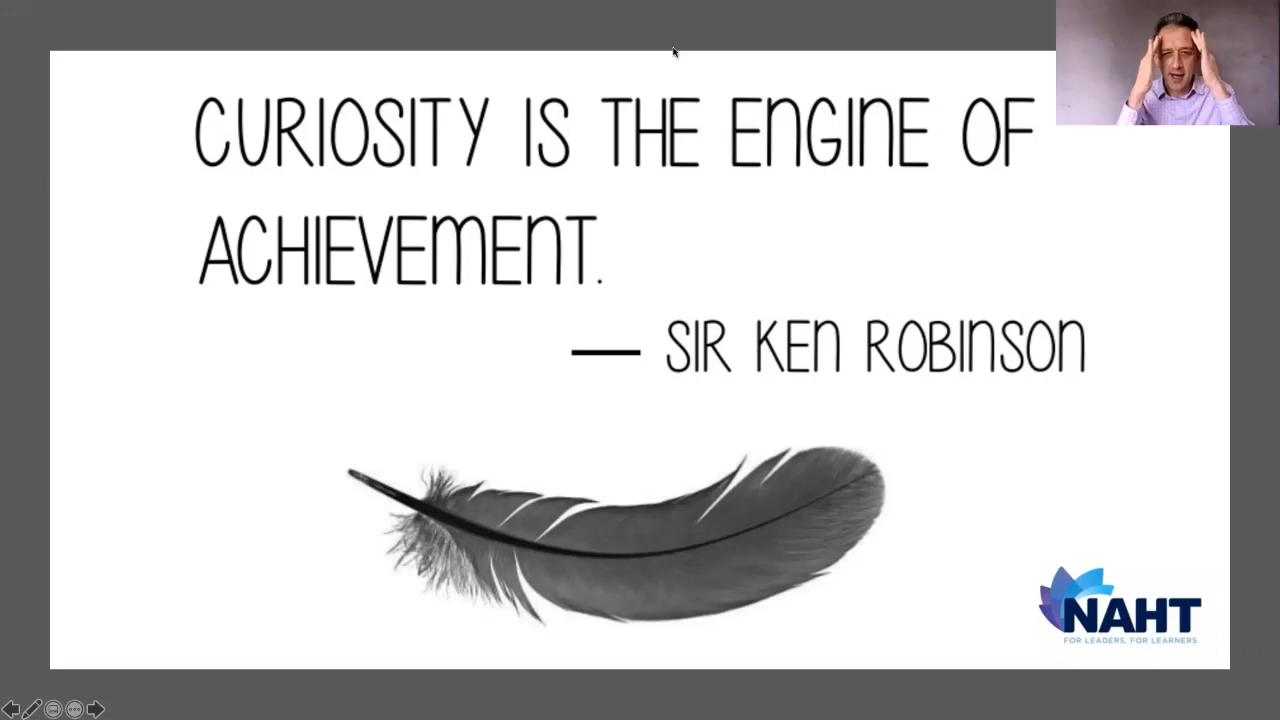 CURIOSITY IS THE ENGINE OF
ACHIEVEMENT.
— SIR KEN ROBINSON
NAHT
FOR LEADERS, FOR LEARNERS